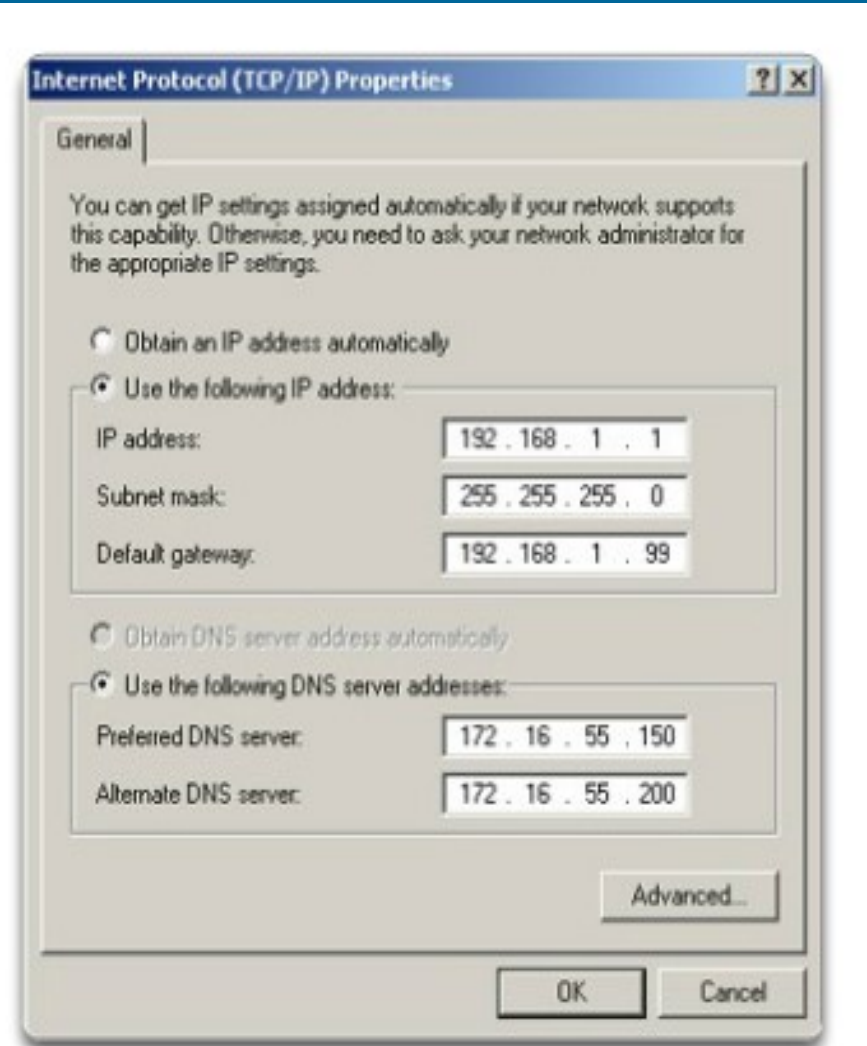 Internet Protocol (TCP/IP) Properties
General
You can get IP settings assigned automatically if your network supports
this capability. Otherwise, you need to ask your network administrator for
the appropriate IP settings.
Obtain an IP address automatically
Use the following IP address:
IP address: 192 . 168 . 1 . 1
Subnet mask: 255 . 255 . 255 . 0
Default gateway: 192 . 168 . 1 . 99
Obtain DNS server address automatically
Use the following DNS server addresses:
Preferred DNS server: 172 . 16 . 55 . 150
Alternate DNS server: 172 . 16 . 55 . 200
Advanced...
OK Cancel